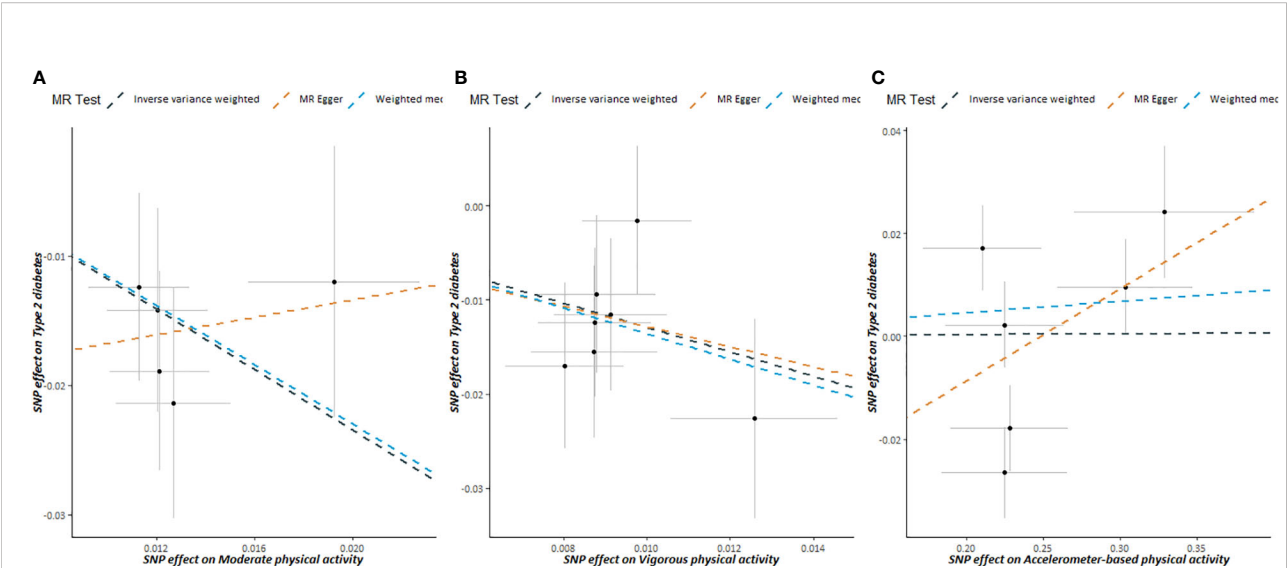 A
B
C
MR Test Inverse variance weighted MR Egger Weighted mec
MR Test Inverse variance weighted MR Egger Weighted mec
MR Test Inverse variance weighted MR Egger Weighted mec
SNP effect on Type 2 diabetes
-0.01
-0.02
-0.03
0.012 0.016 0.020
SNP effect on Moderate physical activity
SNP effect on Type 2 diabetes
0.00
-0.01
-0.02
-0.03
0.008 0.010 0.012 0.014
SNP effect on Vigorous physical activity
SNP effect on Type 2 diabetes
0.04
0.02
0.00
-0.02
0.20 0.25 0.30 0.35
SNP effect on Accelerometer-based physical activity